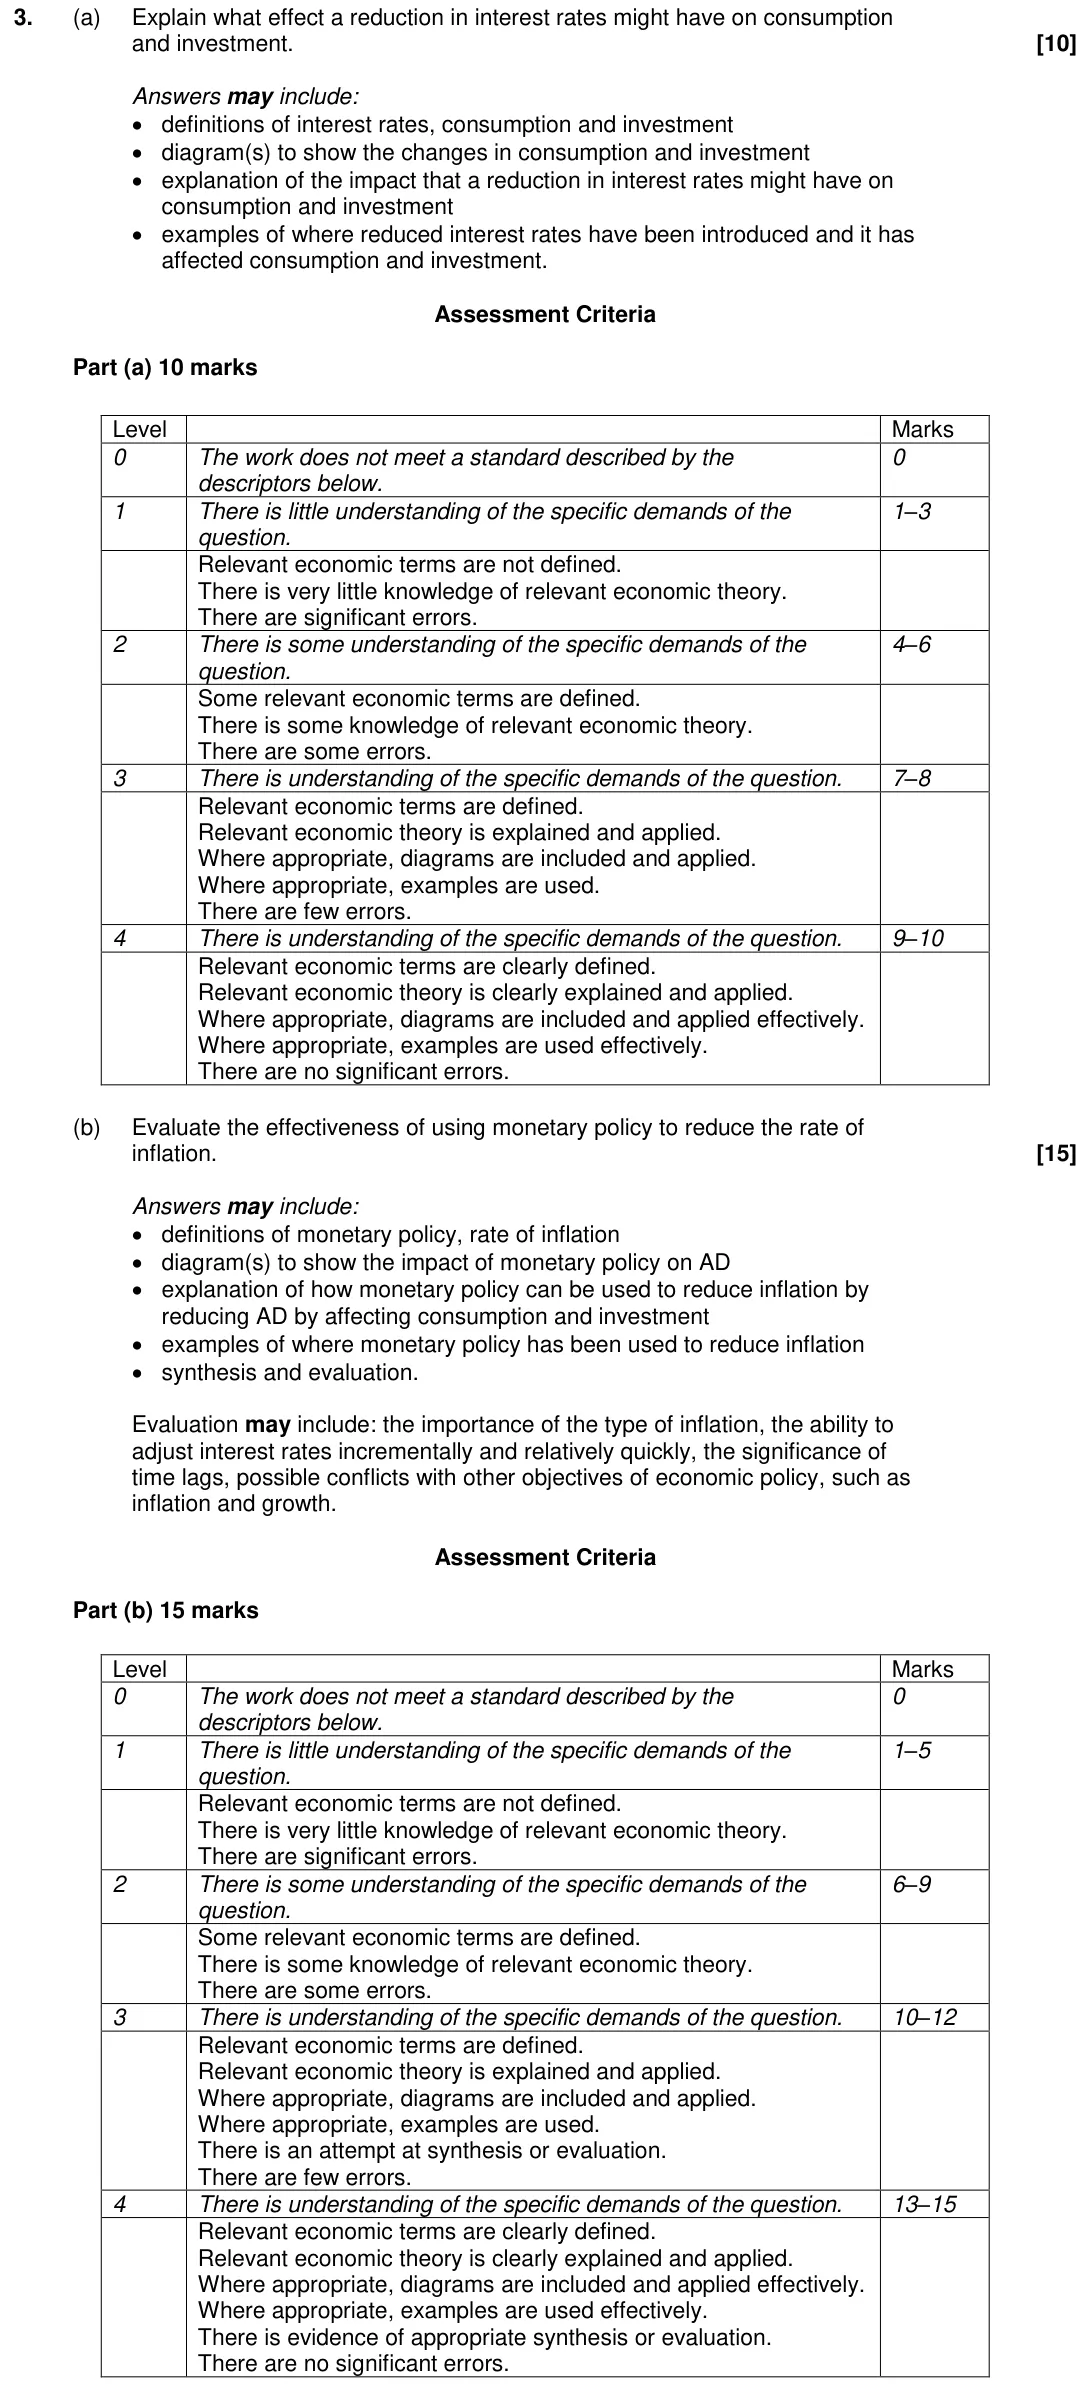 3. (a) Explain what effect a reduction in interest rates might have on consumption
and investment. [10]
Answers may include:
• definitions of interest rates, consumption and investment
• diagram(s) to show the changes in consumption and investment
• explanation of the impact that a reduction in interest rates might have on
consumption and investment
• examples of where reduced interest rates have been introduced and it has
affected consumption and investment.
Assessment Criteria
Part (a) 10 marks
Level Marks
0 The work does not meet a standard described by the 0
descriptors below.
1 There is little understanding of the specific demands of the 1–3
question.
Relevant economic terms are not defined.
There is very little knowledge of relevant economic theory.
There are significant errors.
2 There is some understanding of the specific demands of the 4–6
question.
Some relevant economic terms are defined.
There is some knowledge of relevant economic theory.
There are some errors.
3 There is understanding of the specific demands of the question. 7–8
Relevant economic terms are defined.
Relevant economic theory is explained and applied.
Where appropriate, diagrams are included and applied.
Where appropriate, examples are used.
There are few errors.
4 There is understanding of the specific demands of the question. 9–10
Relevant economic terms are clearly defined.
Relevant economic theory is clearly explained and applied.
Where appropriate, diagrams are included and applied effectively.
Where appropriate, examples are used effectively.
There are no significant errors.
(b) Evaluate the effectiveness of using monetary policy to reduce the rate of
inflation. [15]
Answers may include:
• definitions of monetary policy, rate of inflation
• diagram(s) to show the impact of monetary policy on AD
• explanation of how monetary policy can be used to reduce inflation by
reducing AD by affecting consumption and investment
• examples of where monetary policy has been used to reduce inflation
• synthesis and evaluation.
Evaluation may include: the importance of the type of inflation, the ability to
adjust interest rates incrementally and relatively quickly, the significance of
time lags, possible conflicts with other objectives of economic policy, such as
inflation and growth.
Assessment Criteria
Part (b) 15 marks
Level Marks
0 The work does not meet a standard described by the 0
descriptors below.
1 There is little understanding of the specific demands of the 1–5
question.
Relevant economic terms are not defined.
There is very little knowledge of relevant economic theory.
There are significant errors.
2 There is some understanding of the specific demands of the 6–9
question.
Some relevant economic terms are defined.
There is some knowledge of relevant economic theory.
There are some errors.
3 There is understanding of the specific demands of the question. 10–12
Relevant economic terms are defined.
Relevant economic theory is explained and applied.
Where appropriate, diagrams are included and applied.
Where appropriate, examples are used.
There is an attempt at synthesis or evaluation.
There are few errors.
4 There is understanding of the specific demands of the question. 13–15
Relevant economic terms are clearly defined.
Relevant economic theory is clearly explained and applied.
Where appropriate, diagrams are included and applied effectively.
Where appropriate, examples are used effectively.
There is evidence of appropriate synthesis or evaluation.
There are no significant errors.